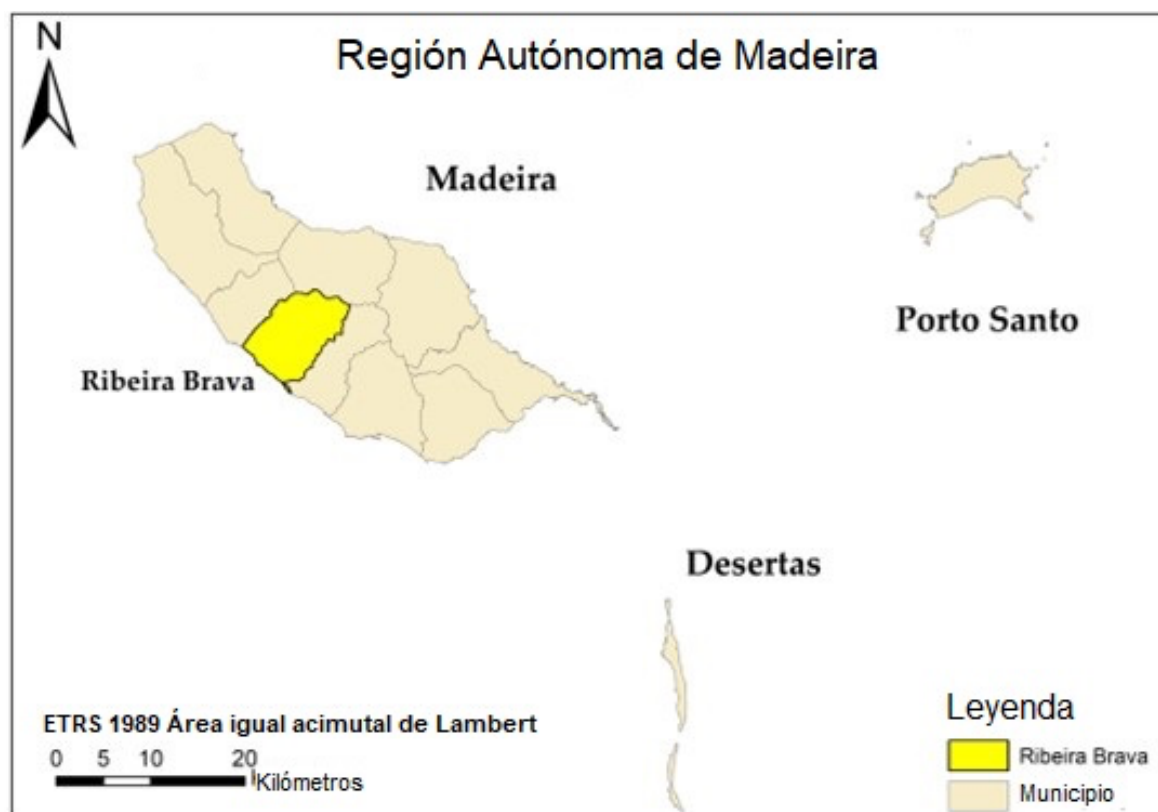 N
Región Autónoma de Madeira
Madeira
Porto Santo
Ribeira Brava
Desertas
ETRS 1989 Área igual acimutal de Lambert
0 5 10 20
Kilómetros
Leyenda
Ribeira Brava
Municipio